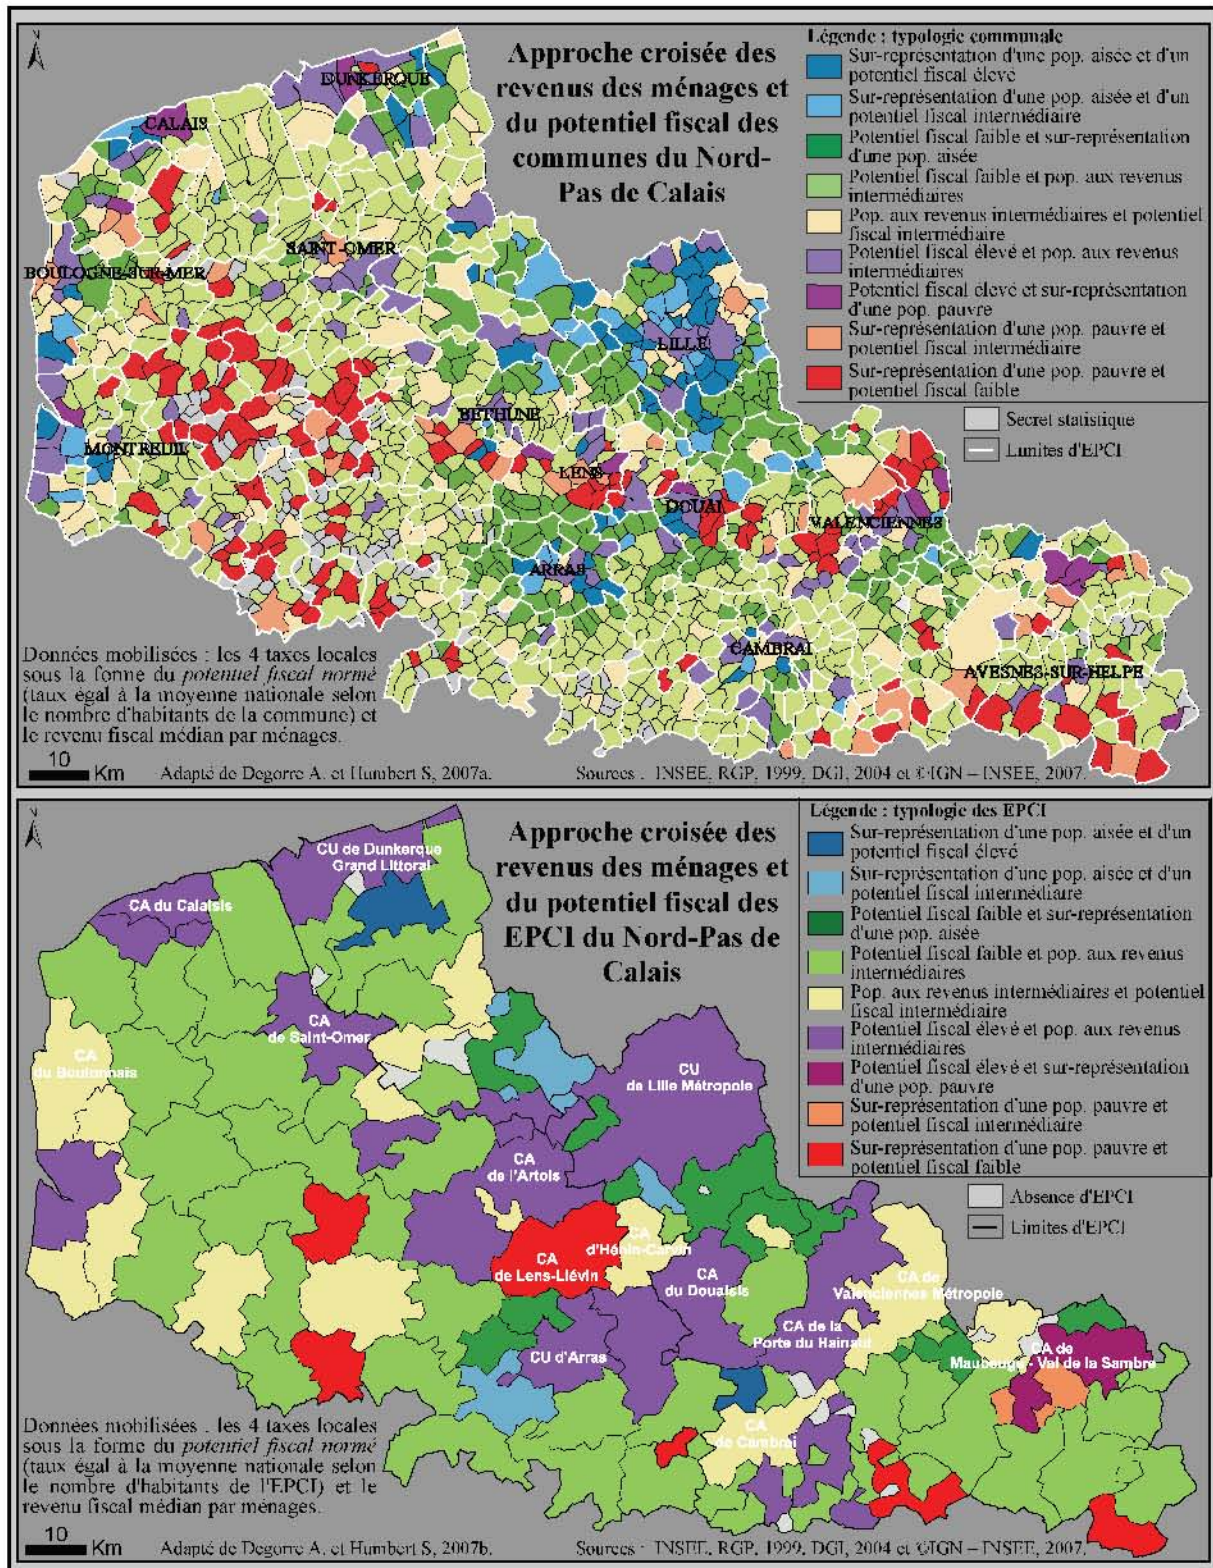 N
Approche croisée des
revenus des ménages et
du potentiel fiscal des
communes du Nord-
Pas de Calais
Légende : typologie communale
Sur-représentation d'une pop. aisée et d'un
potentiel fiscal élevé
Sur-représentation d'une pop. aisée et d'un
potentiel fiscal intermédiaire
Potentiel fiscal faible et sur-représentation
d'une pop. aisée
Potentiel fiscal faible et pop. aux revenus
intermédiaires
Pop. aux revenus intermédiaires et potentiel
fiscal intermédiaire
Potentiel fiscal élevé et pop. aux revenus
intermédiaires
Potentiel fiscal élevé et sur-représentation
d'une pop. pauvre
Sur-représentation d'une pop. pauvre et
potentiel fiscal intermédiaire
Sur-représentation d'une pop. pauvre et
potentiel fiscal faible
Secret statistique
Limites d'EPCI
DUNKERQUE
CALAIS
SAINT-OMER
BOULOGNE-SUR-MER
LILLE
BETHUNE
MONTREUIL
LENS
DOUAI
VALENCIENNES
ARRAS
CAMBRAI
AVESNES-SUR-HELPE
Données mobilisées : les 4 taxes locales
sous la forme du potentiel fiscal normé
(taux égal à la moyenne nationale selon
le nombre d'habitants de la commune) et
le revenu fiscal médian par ménages.
10
Km
Adapté de Degorre A. et Humbert S, 2007a.
Sources : INSEE, RGP, 1999, DGI, 2004 et ©IGN – INSEE, 2007.
N
Approche croisée des
revenus des ménages et
du potentiel fiscal des
EPCI du Nord-Pas de
Calais
Légende : typologie des EPCI
Sur-représentation d'une pop. aisée et d'un
potentiel fiscal élevé
Sur-représentation d'une pop. aisée et d'un
potentiel fiscal intermédiaire
Potentiel fiscal faible et sur-représentation
d'une pop. aisée
Potentiel fiscal faible et pop. aux revenus
intermédiaires
Pop. aux revenus intermédiaires et potentiel
fiscal intermédiaire
Potentiel fiscal élevé et pop. aux revenus
intermédiaires
Potentiel fiscal élevé et sur-représentation
d'une pop. pauvre
Sur-représentation d'une pop. pauvre et
potentiel fiscal intermédiaire
Sur-représentation d'une pop. pauvre et
potentiel fiscal faible
Absence d'EPCI
Limites d'EPCI
CU de Dunkerque
Grand Littoral
CA du Calaisis
CA
de Saint-Omer
CA
du Boulonnais
CU
de Lille Métropole
CA
de l'Artois
CA
d'Hénin-Carvin
CA
de Lens-Liévin
CA
du Douaisis
CA de
Valenciennes Métropole
CA de la
Porte du Hainaut
CU d'Arras
CA de
Maubeuge - Val de la Sambre
CA
de Cambrai
Données mobilisées : les 4 taxes locales
sous la forme du potentiel fiscal normé
(taux égal à la moyenne nationale selon
le nombre d'habitants de l'EPCI) et le
revenu fiscal médian par ménages.
10
Km
Adapté de Degorre A. et Humbert S, 2007b.
Sources : INSEE, RGP, 1999, DGI, 2004 et ©IGN – INSEE, 2007.